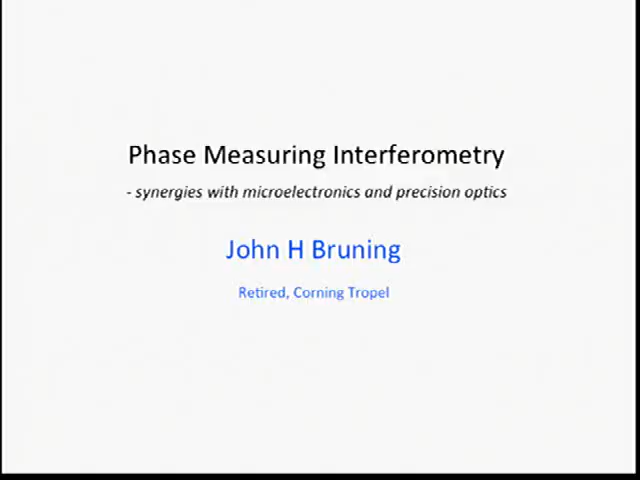 Phase Measuring Interferometry
- synergies with microelectronics and precision optics
John H Bruning
Retired, Corning Tropel